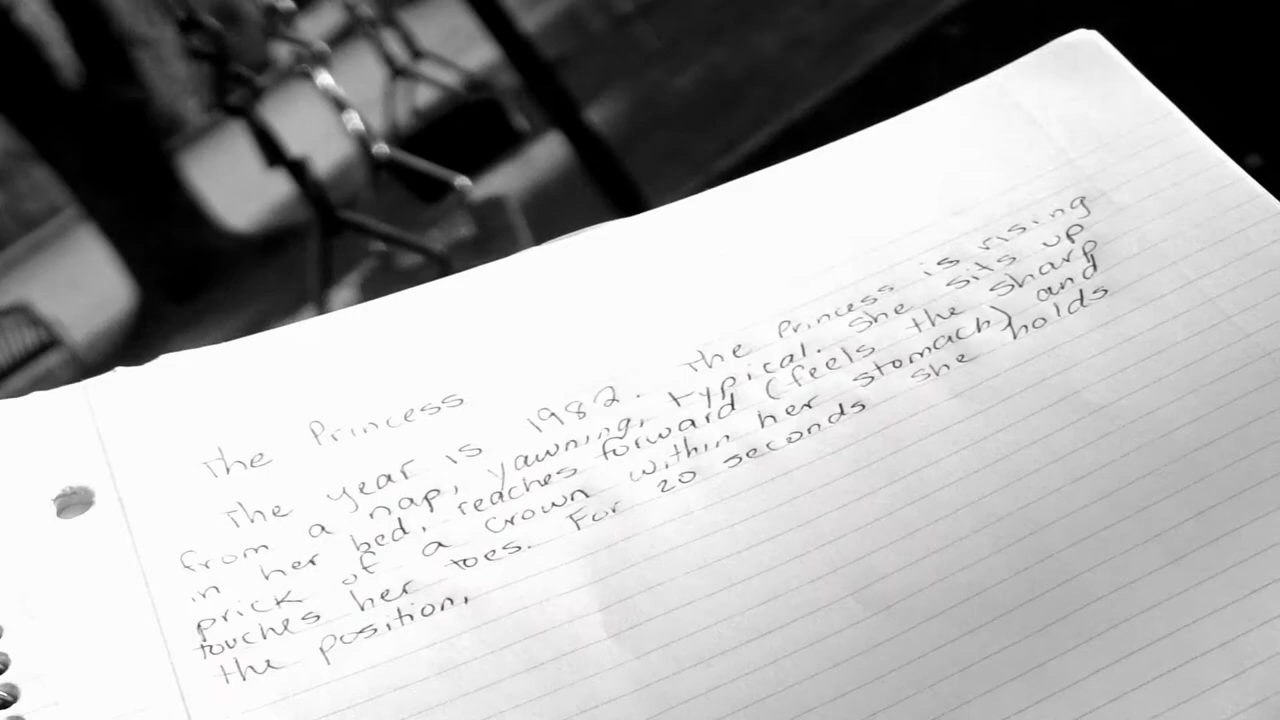 The Princess
The year is 1982. The Princess is rising
from a nap, yawning, typical. She sits up
in her bed, reaches forward (feels the sharp
prick of a crown within her stomach) and
touches her toes. For 20 seconds she holds
the position,